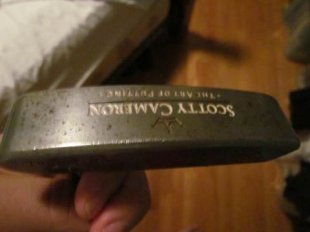 SCOTTY CAMERON
• THE ART OF PUTTING •